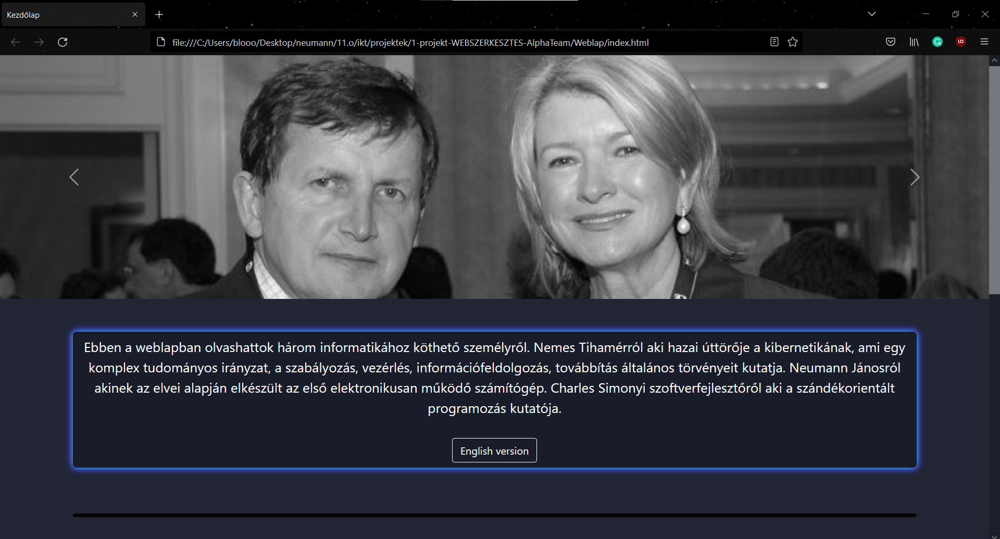 Kezdőlap
file:///C:/Users/blooo/Desktop/neumann/11.o/ikt/projektek/1-projekt-WEBSZERKESZTES-AlphaTeam/Weblap/index.html
Ebben a weblapban olvashattok három informatikához köthető személyről. Nemes Tihamérról aki hazai úttörője a kibernetikának, ami egy
komplex tudományos irányzat, a szabályozás, vezérlés, információfeldolgozás, továbbítás általános törvényeit kutatja. Neumann Jánosról
akinek az elvei alapján elkészült az első elektronikusan működő számítógép. Charles Simonyi szoftverfejlesztőről aki a szándékorientált
programozás kutatója.
English version